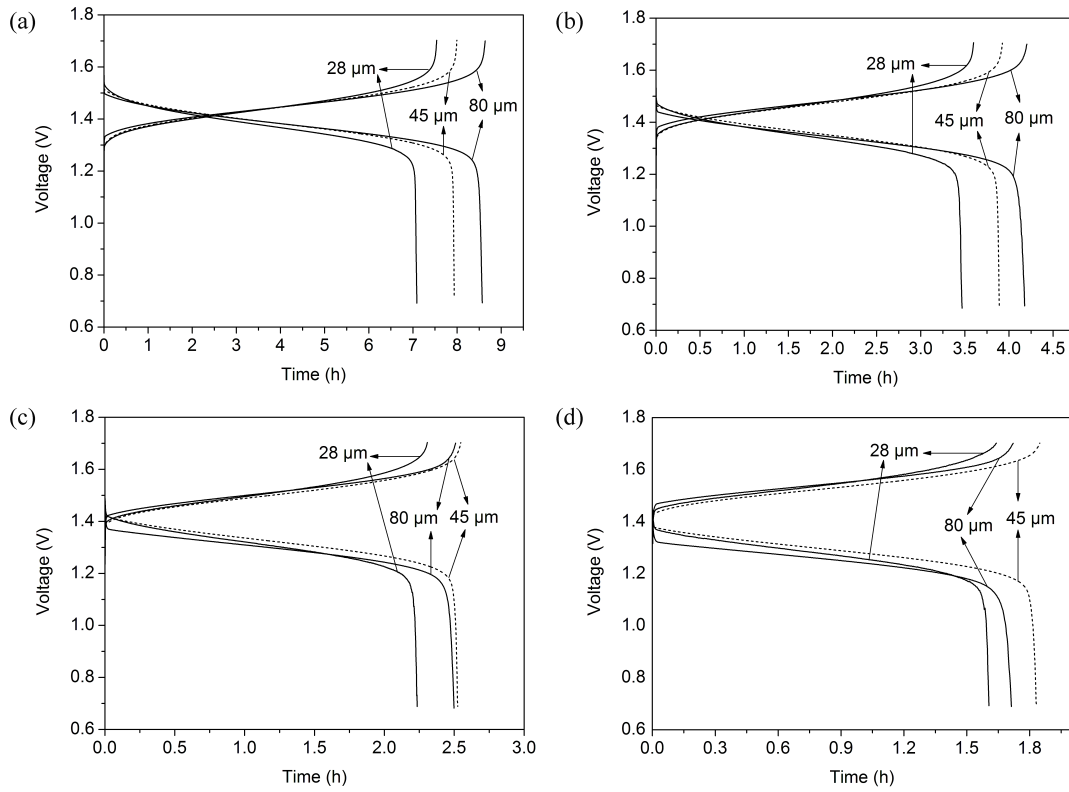 (a)
1.8
1.6
1.4
1.2
1.0
0.8
0.6
Voltage (V)
28 μm
45 μm
80 μm
0 1 2 3 4 5 6 7 8 9
Time (h)
(b)
1.8
1.6
1.4
1.2
1.0
0.8
0.6
Voltage (V)
28 μm
45 μm
80 μm
0.0 0.5 1.0 1.5 2.0 2.5 3.0 3.5 4.0 4.5
Time (h)
(c)
1.8
1.6
1.4
1.2
1.0
0.8
0.6
Voltage (V)
28 μm
80 μm
45 μm
0.0 0.5 1.0 1.5 2.0 2.5 3.0
Time (h)
(d)
1.8
1.6
1.4
1.2
1.0
0.8
0.6
Voltage (V)
28 μm
80 μm
45 μm
0.0 0.3 0.6 0.9 1.2 1.5 1.8
Time (h)